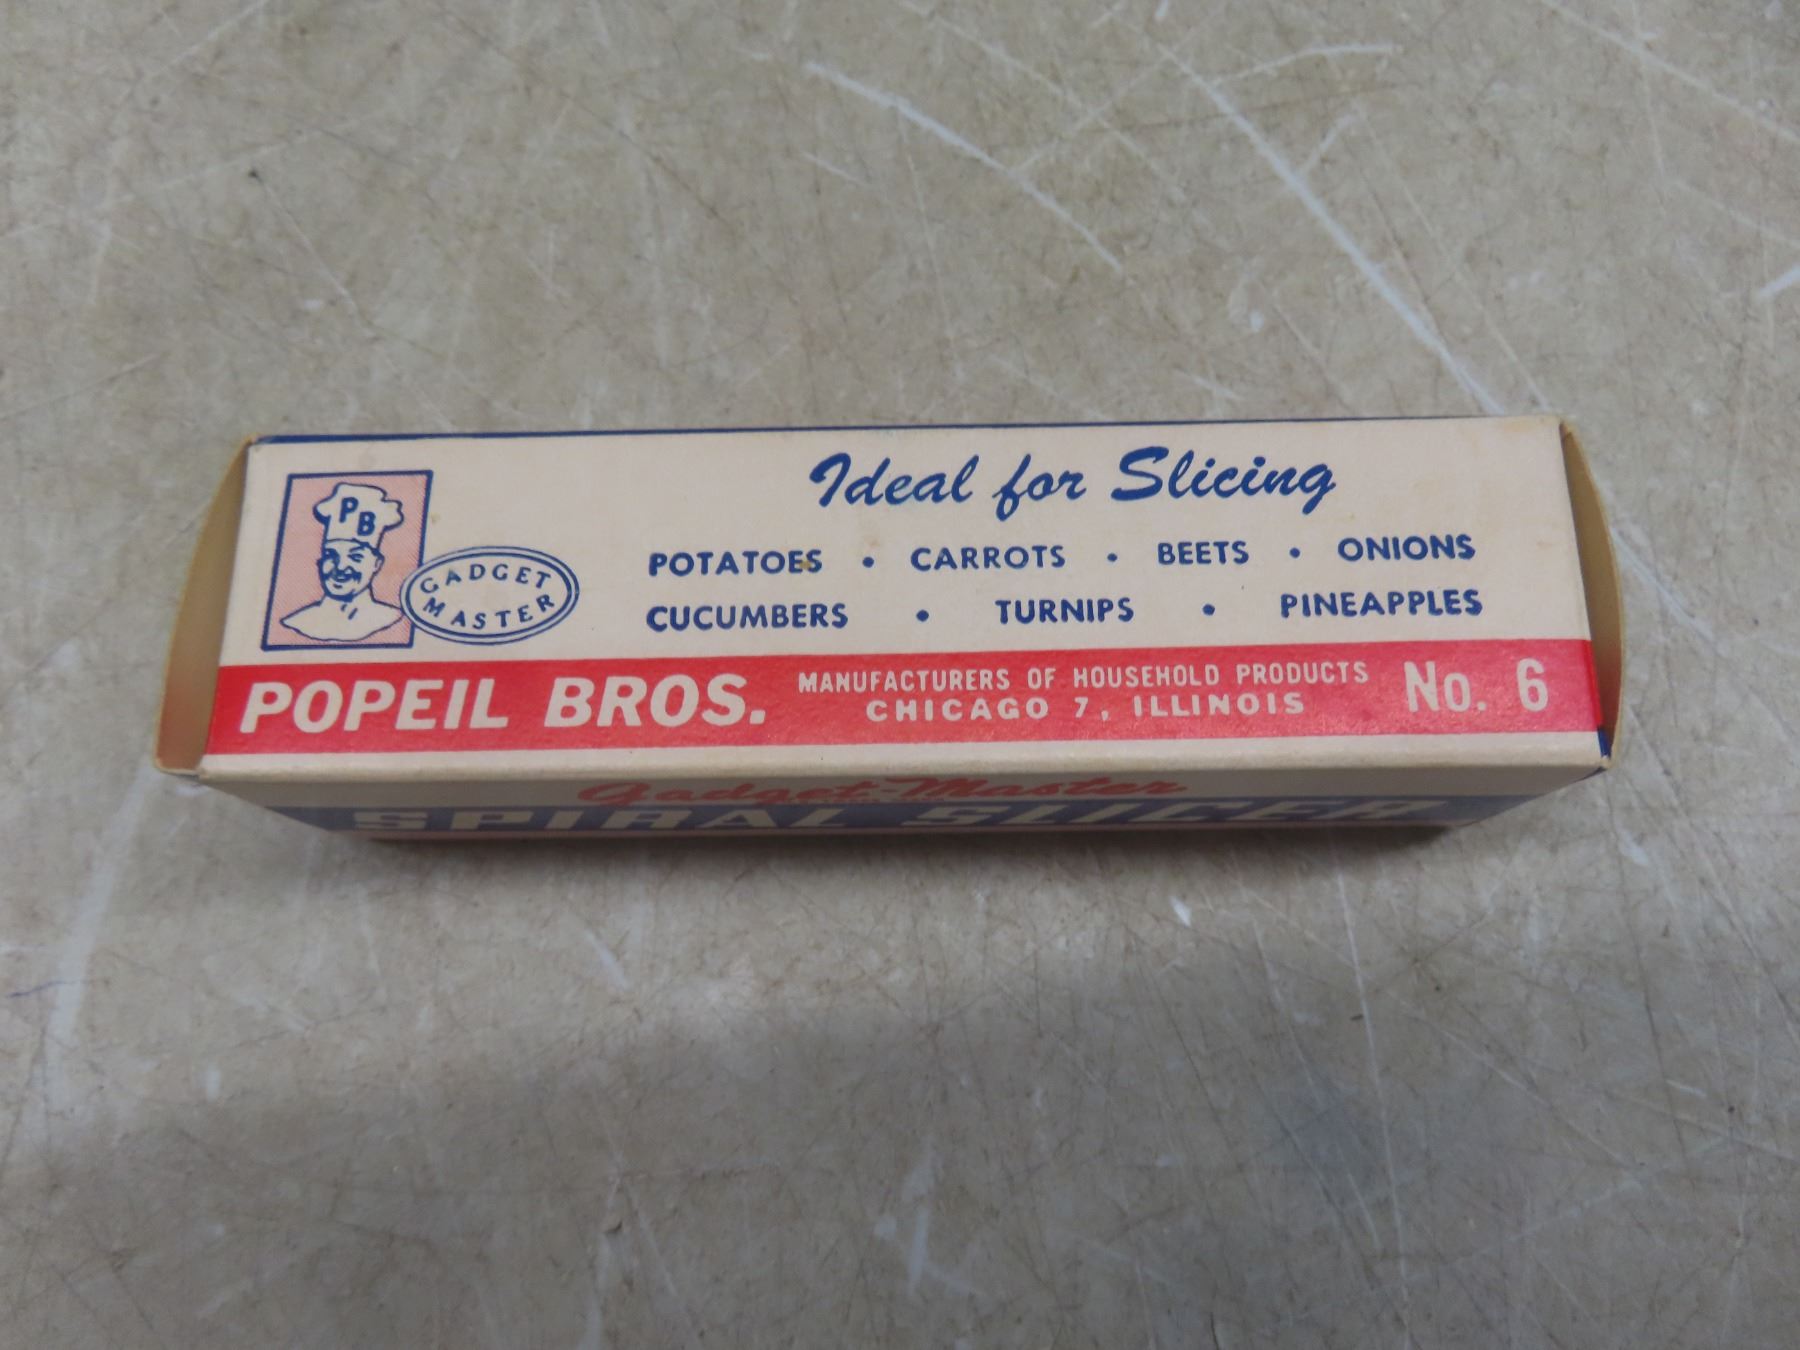 PB
GADGET
MASTER
Ideal for Slicing
POTATOES • CARROTS • BEETS • ONIONS
CUCUMBERS • TURNIPS • PINEAPPLES
POPEIL BROS.
MANUFACTURERS OF HOUSEHOLD PRODUCTS
CHICAGO 7, ILLINOIS
No. 6
Gadget-Master
SPIRAL SLICER